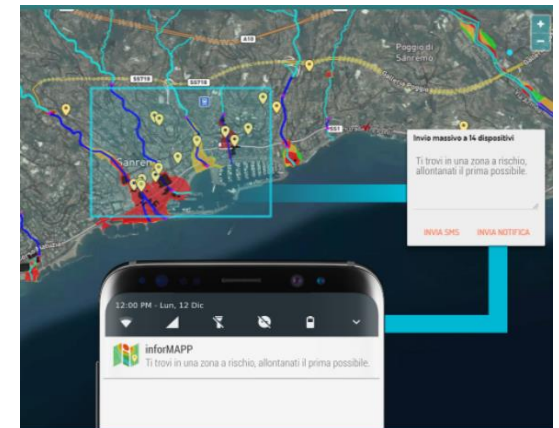 A10
Poggio di
Sanremo
SS719
SS718
Sanremo
SS1
+
−
Invio massivo a 14 dispositivi
Ti trovi in una zona a rischio,
allontanati il prima possibile.
INVIA SMS INVIA NOTIFICA
12:00 PM - Lun, 12 Dic
inforMAPP
Ti trovi in una zona a rischio, allontanati il prima possibile.